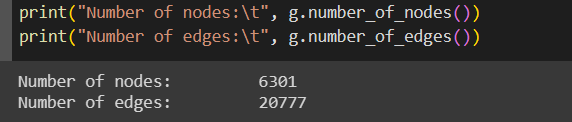 print("Number of nodes:\t", g.number_of_nodes())
print("Number of edges:\t", g.number_of_edges())
Number of nodes:         6301
Number of edges:         20777